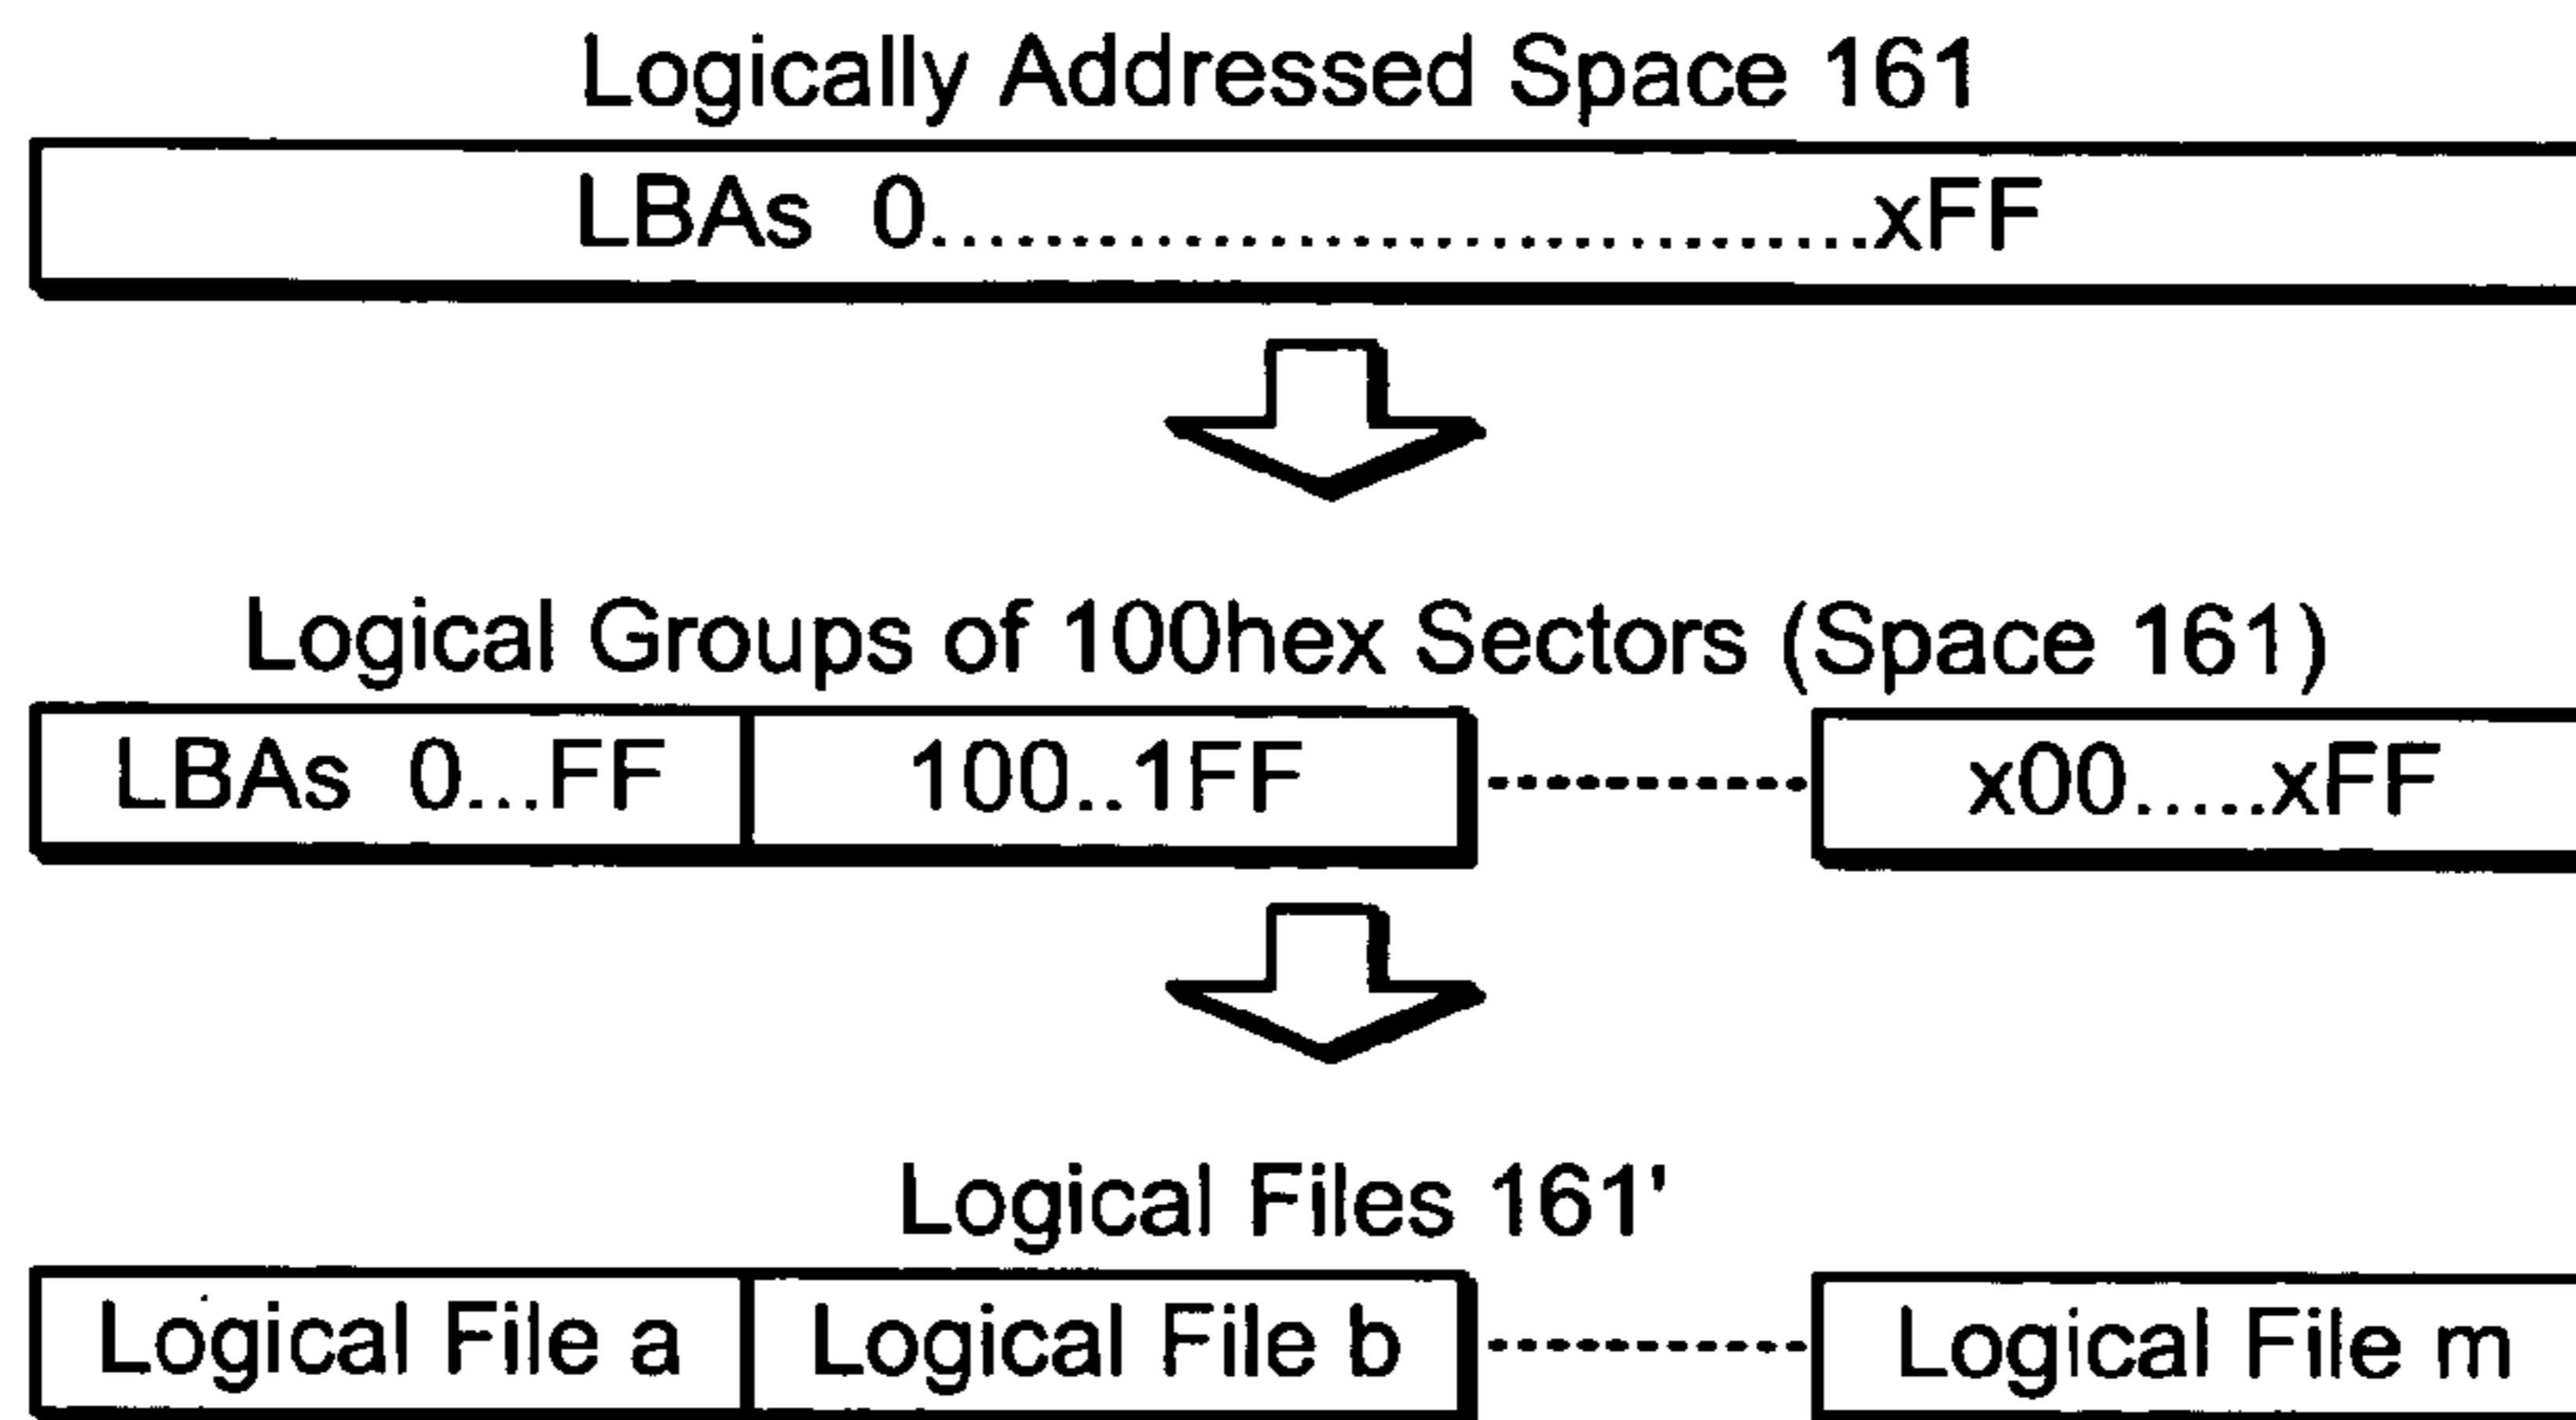 Logically Addressed Space 161
LBAs 0..................................xFF
Logical Groups of 100hex Sectors (Space 161)
LBAs 0...FF 100..1FF x00.....xFF
Logical Files 161'
Logical File a Logical File b Logical File m